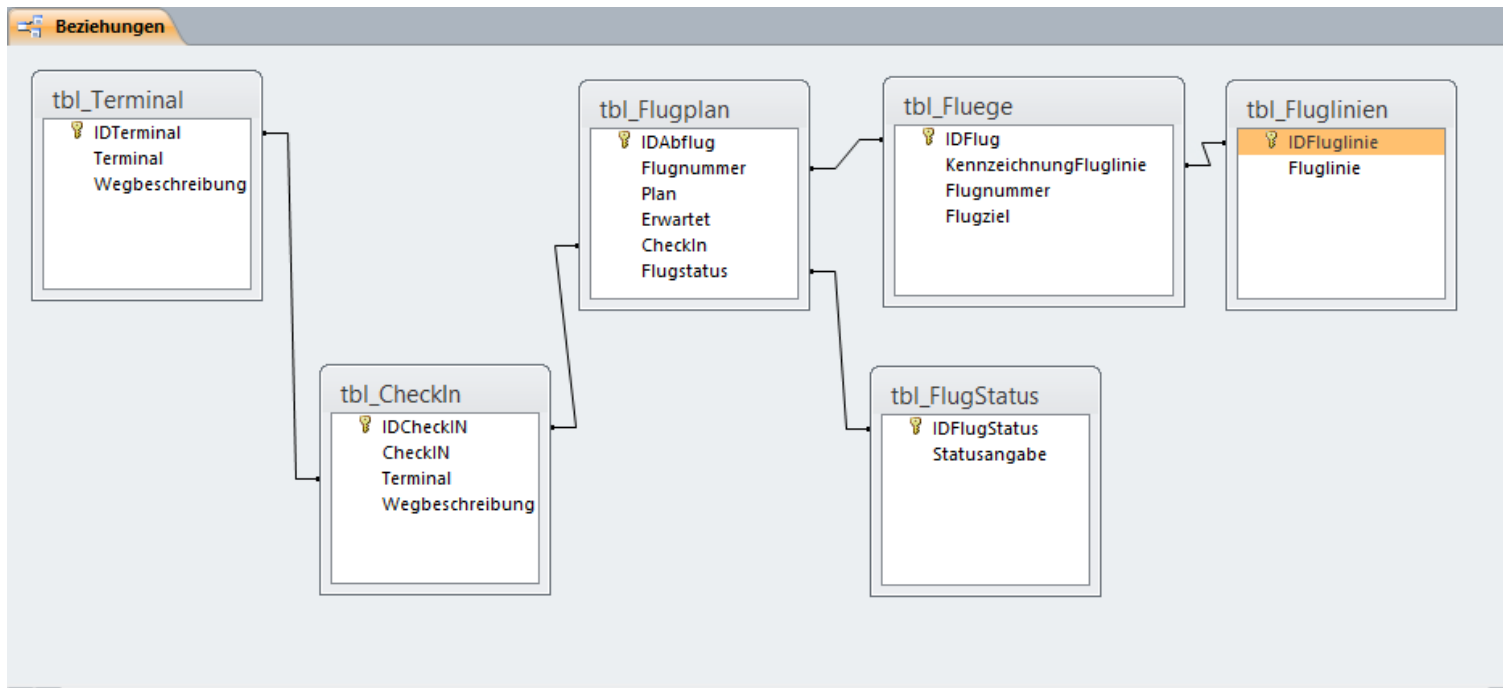 Beziehungen
tbl_Terminal
IDTerminal
Terminal
Wegbeschreibung
tbl_Flugplan
IDAbflug
Flugnummer
Plan
Erwartet
CheckIn
Flugstatus
tbl_Fluege
IDFlug
KennzeichnungFluglinie
Flugnummer
Flugziel
tbl_Fluglinien
IDFluglinie
Fluglinie
tbl_CheckIn
IDCheckIN
CheckIN
Terminal
Wegbeschreibung
tbl_FlugStatus
IDFlugStatus
Statusangabe